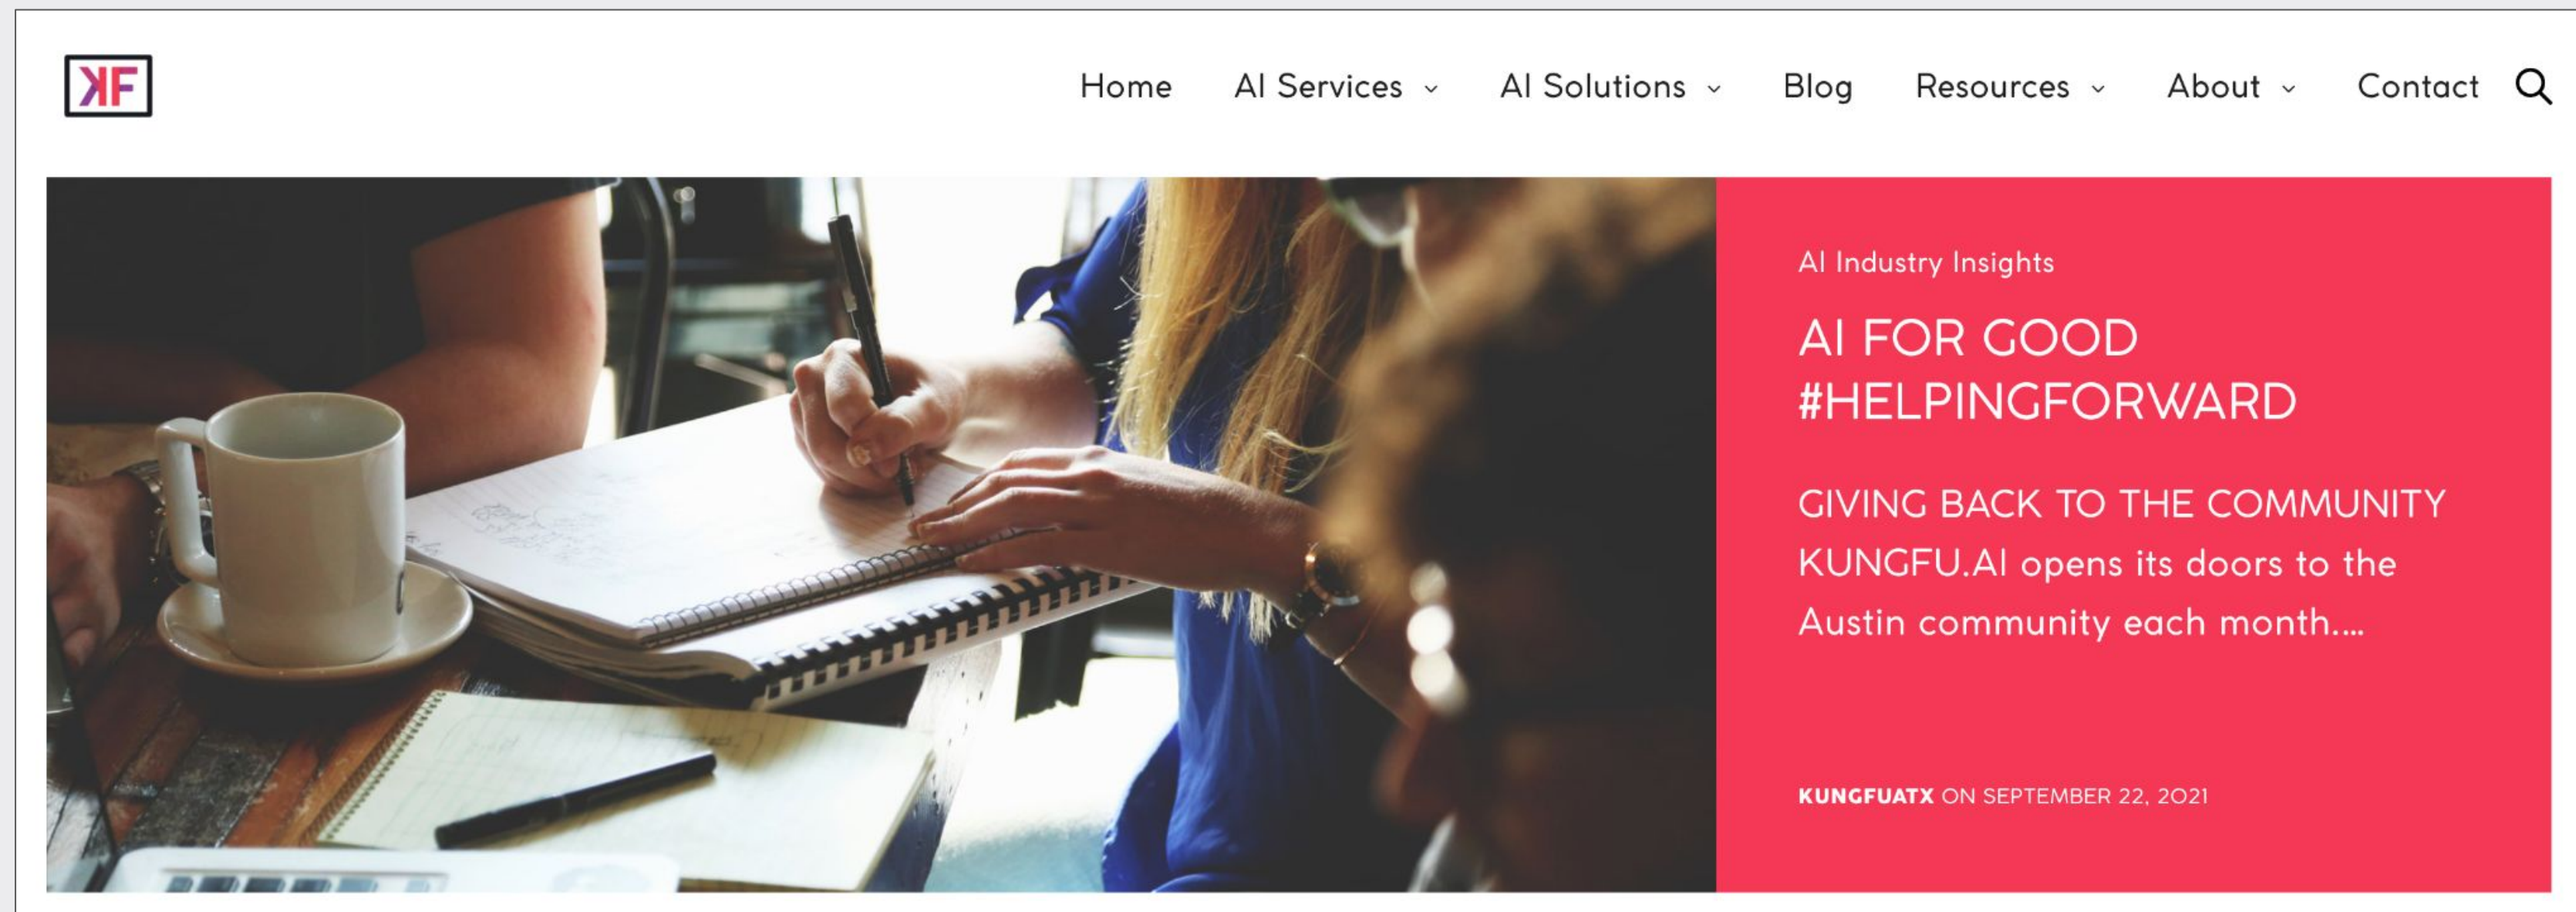 KF
Home AI Services AI Solutions Blog Resources About Contact
AI Industry Insights
AI FOR GOOD
#HELPINGFORWARD
GIVING BACK TO THE COMMUNITY
KUNGFU.AI opens its doors to the
Austin community each month....
KUNGFUATX ON SEPTEMBER 22, 2021